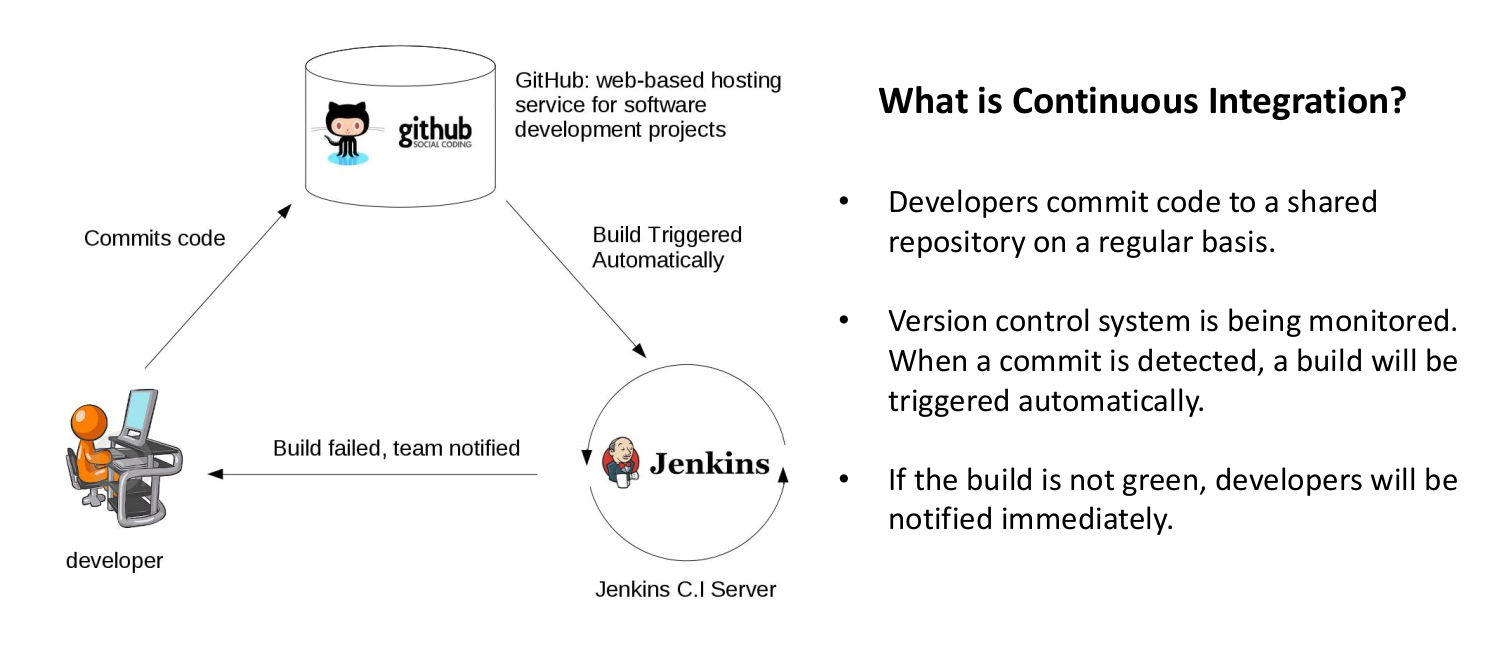 GitHub: web-based hosting
service for software
development projects
github
SOCIAL CODING
Commits code
Build Triggered
Automatically
Build failed, team notified
Jenkins
developer
Jenkins C.I Server
What is Continuous Integration?
• Developers commit code to a shared
repository on a regular basis.
• Version control system is being monitored.
When a commit is detected, a build will be
triggered automatically.
• If the build is not green, developers will be
notified immediately.